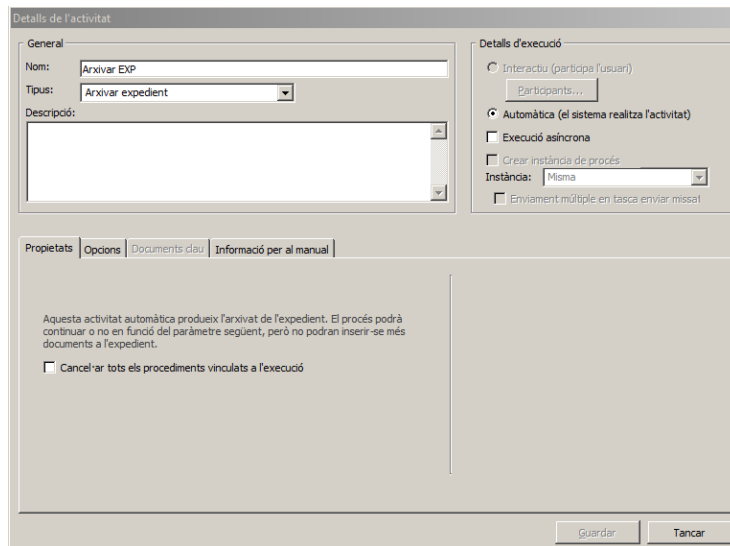 Detalls de l'activitat
General
Nom:
Arxivar EXP
Tipus:
Arxivar expedient
Descripció:
Detalls d'execució
Interactiu (participa l'usuari)
Participants...
Automàtica (el sistema realitza l'activitat)
Execució asíncrona
Crear instància de procés
Instància:
Misma
Enviament múltiple en tasca enviar missat
Propietats
Opcions
Documents clau
Informació per al manual
Aquesta activitat automàtica produeix l'arxivat de l'expedient. El procés podrà
continuar o no en funció del paràmetre següent, però no podran inserir-se més
documents a l'expedient.
Cancel·ar tots els procediments vinculats a l'execució
Guardar
Tancar